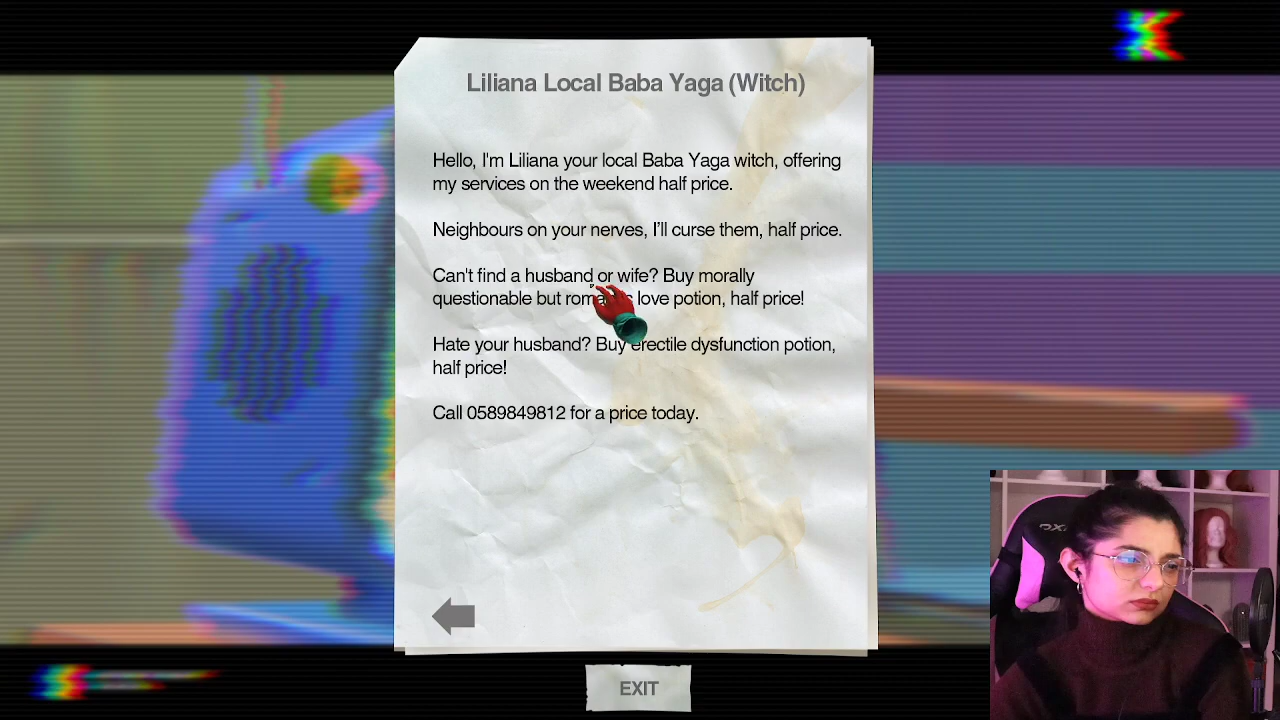 Liliana Local Baba Yaga (Witch)
Hello, I'm Liliana your local Baba Yaga witch, offering
my services on the weekend half price.
Neighbours on your nerves, I'll curse them, half price.
Can't find a husband or wife? Buy morally
questionable but love potion, half price!
Hate your husband? Buy erectile dysfunction potion,
half price!
Call 0589849812 for a price today.
EXIT